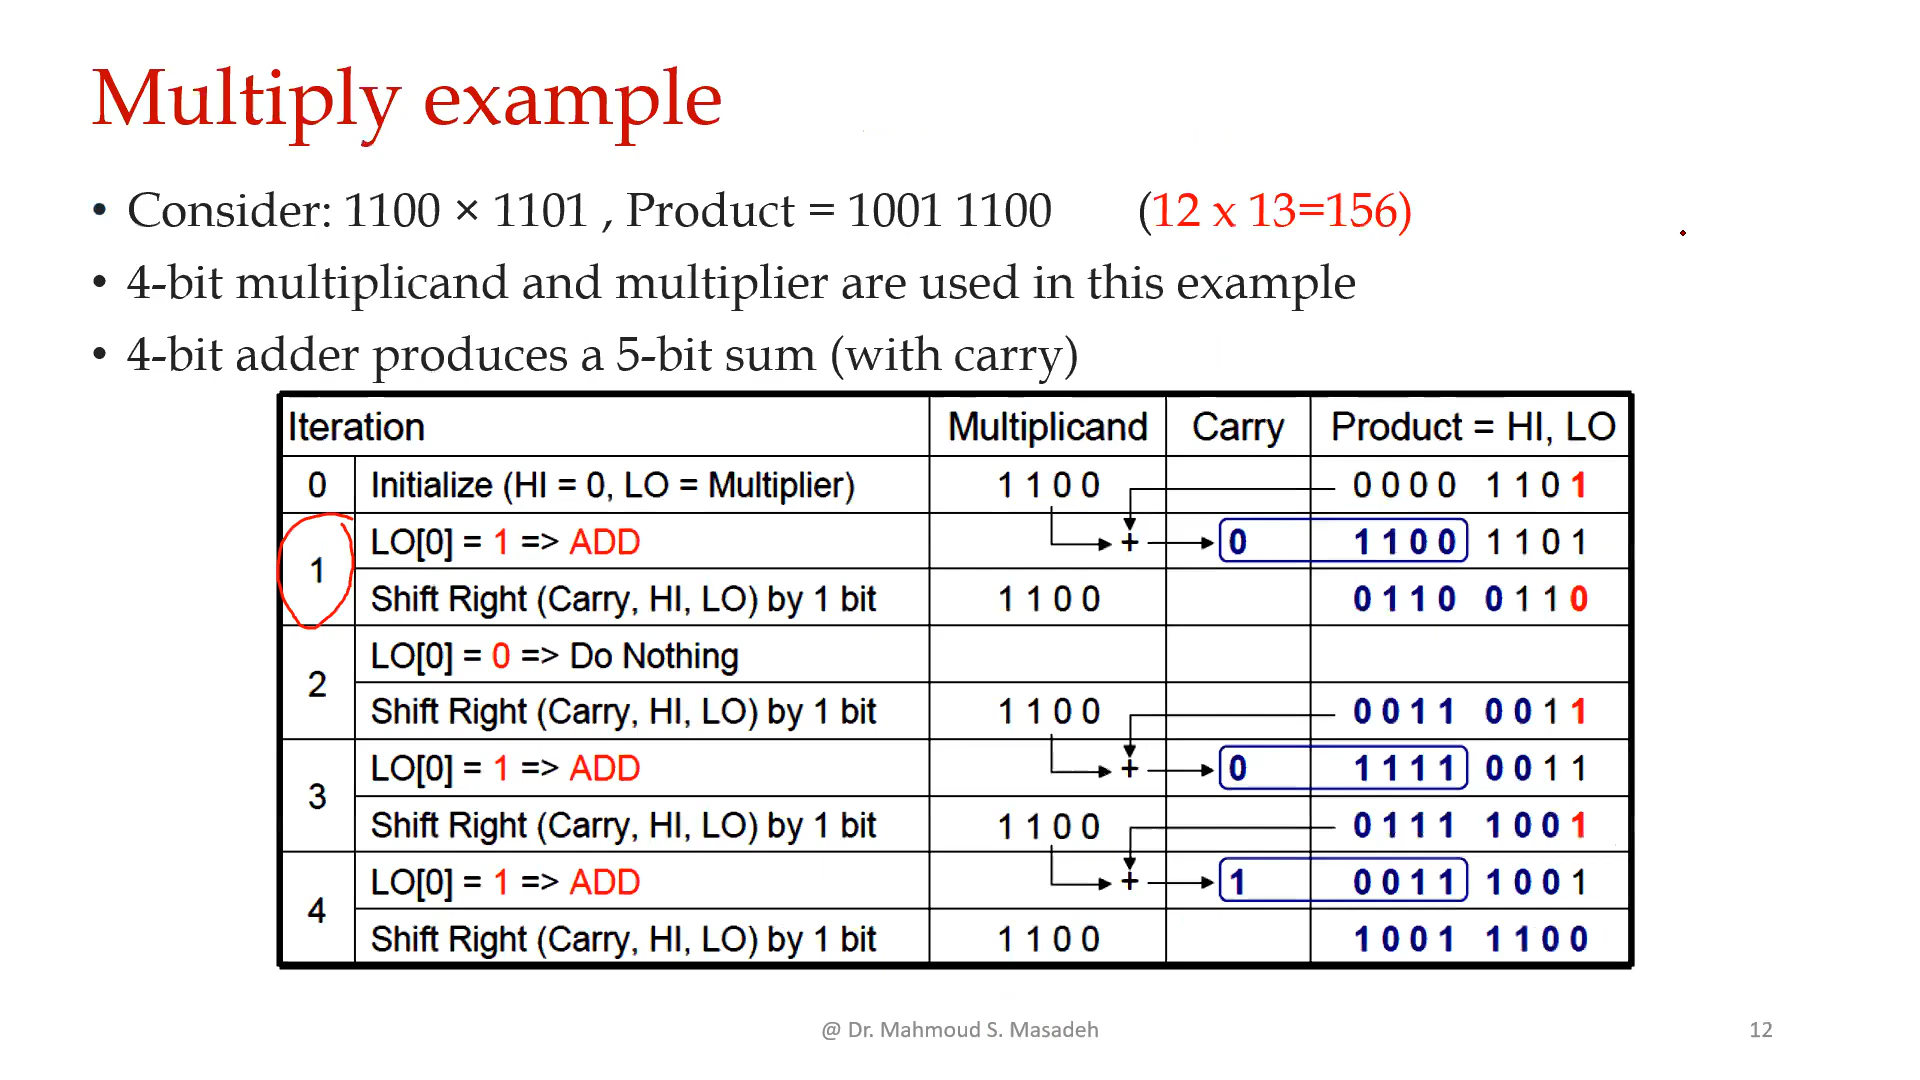 Multiply example
• Consider: 1100 × 1101 , Product = 1001 1100 (12 x 13=156)
• 4-bit multiplicand and multiplier are used in this example
• 4-bit adder produces a 5-bit sum (with carry)
Iteration Multiplicand Carry Product = HI, LO
0 Initialize (HI = 0, LO = Multiplier) 1 1 0 0 0 0 0 0 1 1 0 1
1 LO[0] = 1 => ADD + 0 1 1 0 0 1 1 0 1
Shift Right (Carry, HI, LO) by 1 bit 1 1 0 0 0 1 1 0 0 1 1 0
2 LO[0] = 0 => Do Nothing
Shift Right (Carry, HI, LO) by 1 bit 1 1 0 0 0 0 1 1 0 0 1 1
3 LO[0] = 1 => ADD + 0 1 1 1 1 0 0 1 1
Shift Right (Carry, HI, LO) by 1 bit 1 1 0 0 0 1 1 1 1 0 0 1
4 LO[0] = 1 => ADD + 1 0 0 1 1 1 0 0 1
Shift Right (Carry, HI, LO) by 1 bit 1 1 0 0 1 0 0 1 1 1 0 0
@ Dr. Mahmoud S. Masadeh 12